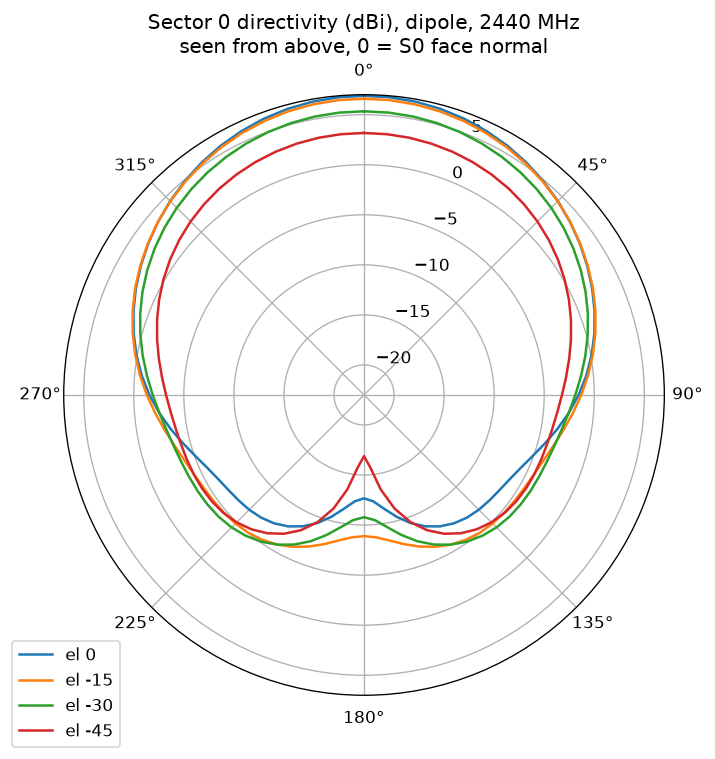 Sector 0 directivity (dBi), dipole, 2440 MHz
seen from above, 0 = S0 face normal
0°
45°
90°
135°
180°
225°
270°
315°
5
0
−5
−10
−15
−20
el 0
el -15
el -30
el -45